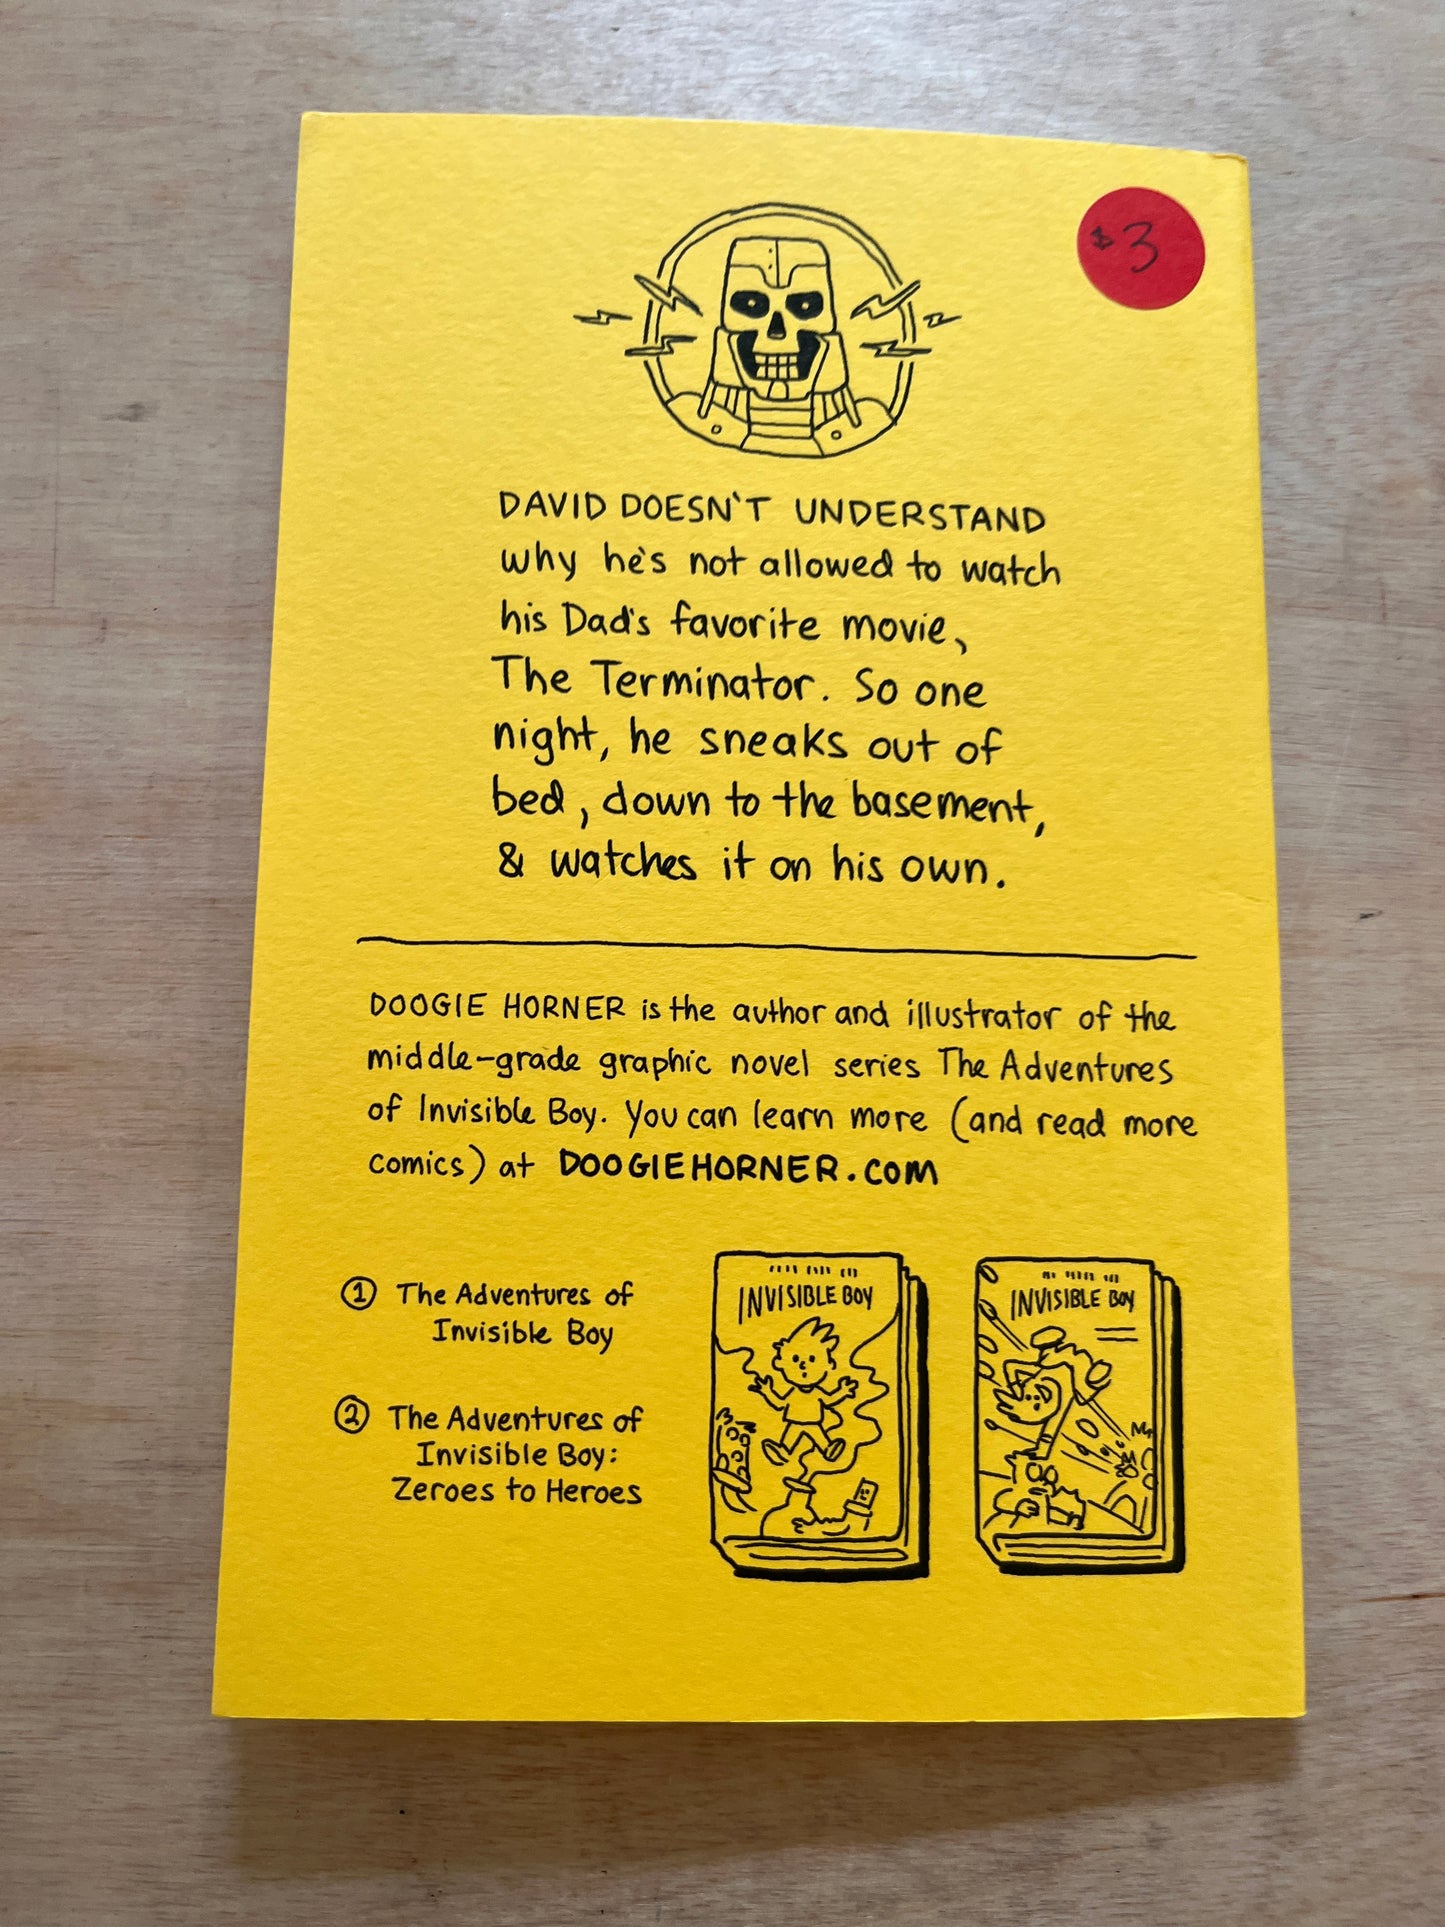 $3
DAVID DOESN'T UNDERSTAND
why he's not allowed to watch
his Dad's favorite movie,
The Terminator. So one
night, he sneaks out of
bed, down to the basement,
& watches it on his own.
DOOGIE HORNER is the author and illustrator of the
middle-grade graphic novel series The Adventures
of Invisible Boy. You can learn more (and read more
comics) at DOOGIEHORNER.COM
① The Adventures of
Invisible Boy
② The Adventures of
Invisible Boy:
Zeroes to Heroes
INVISIBLE BOY
INVISIBLE BOY